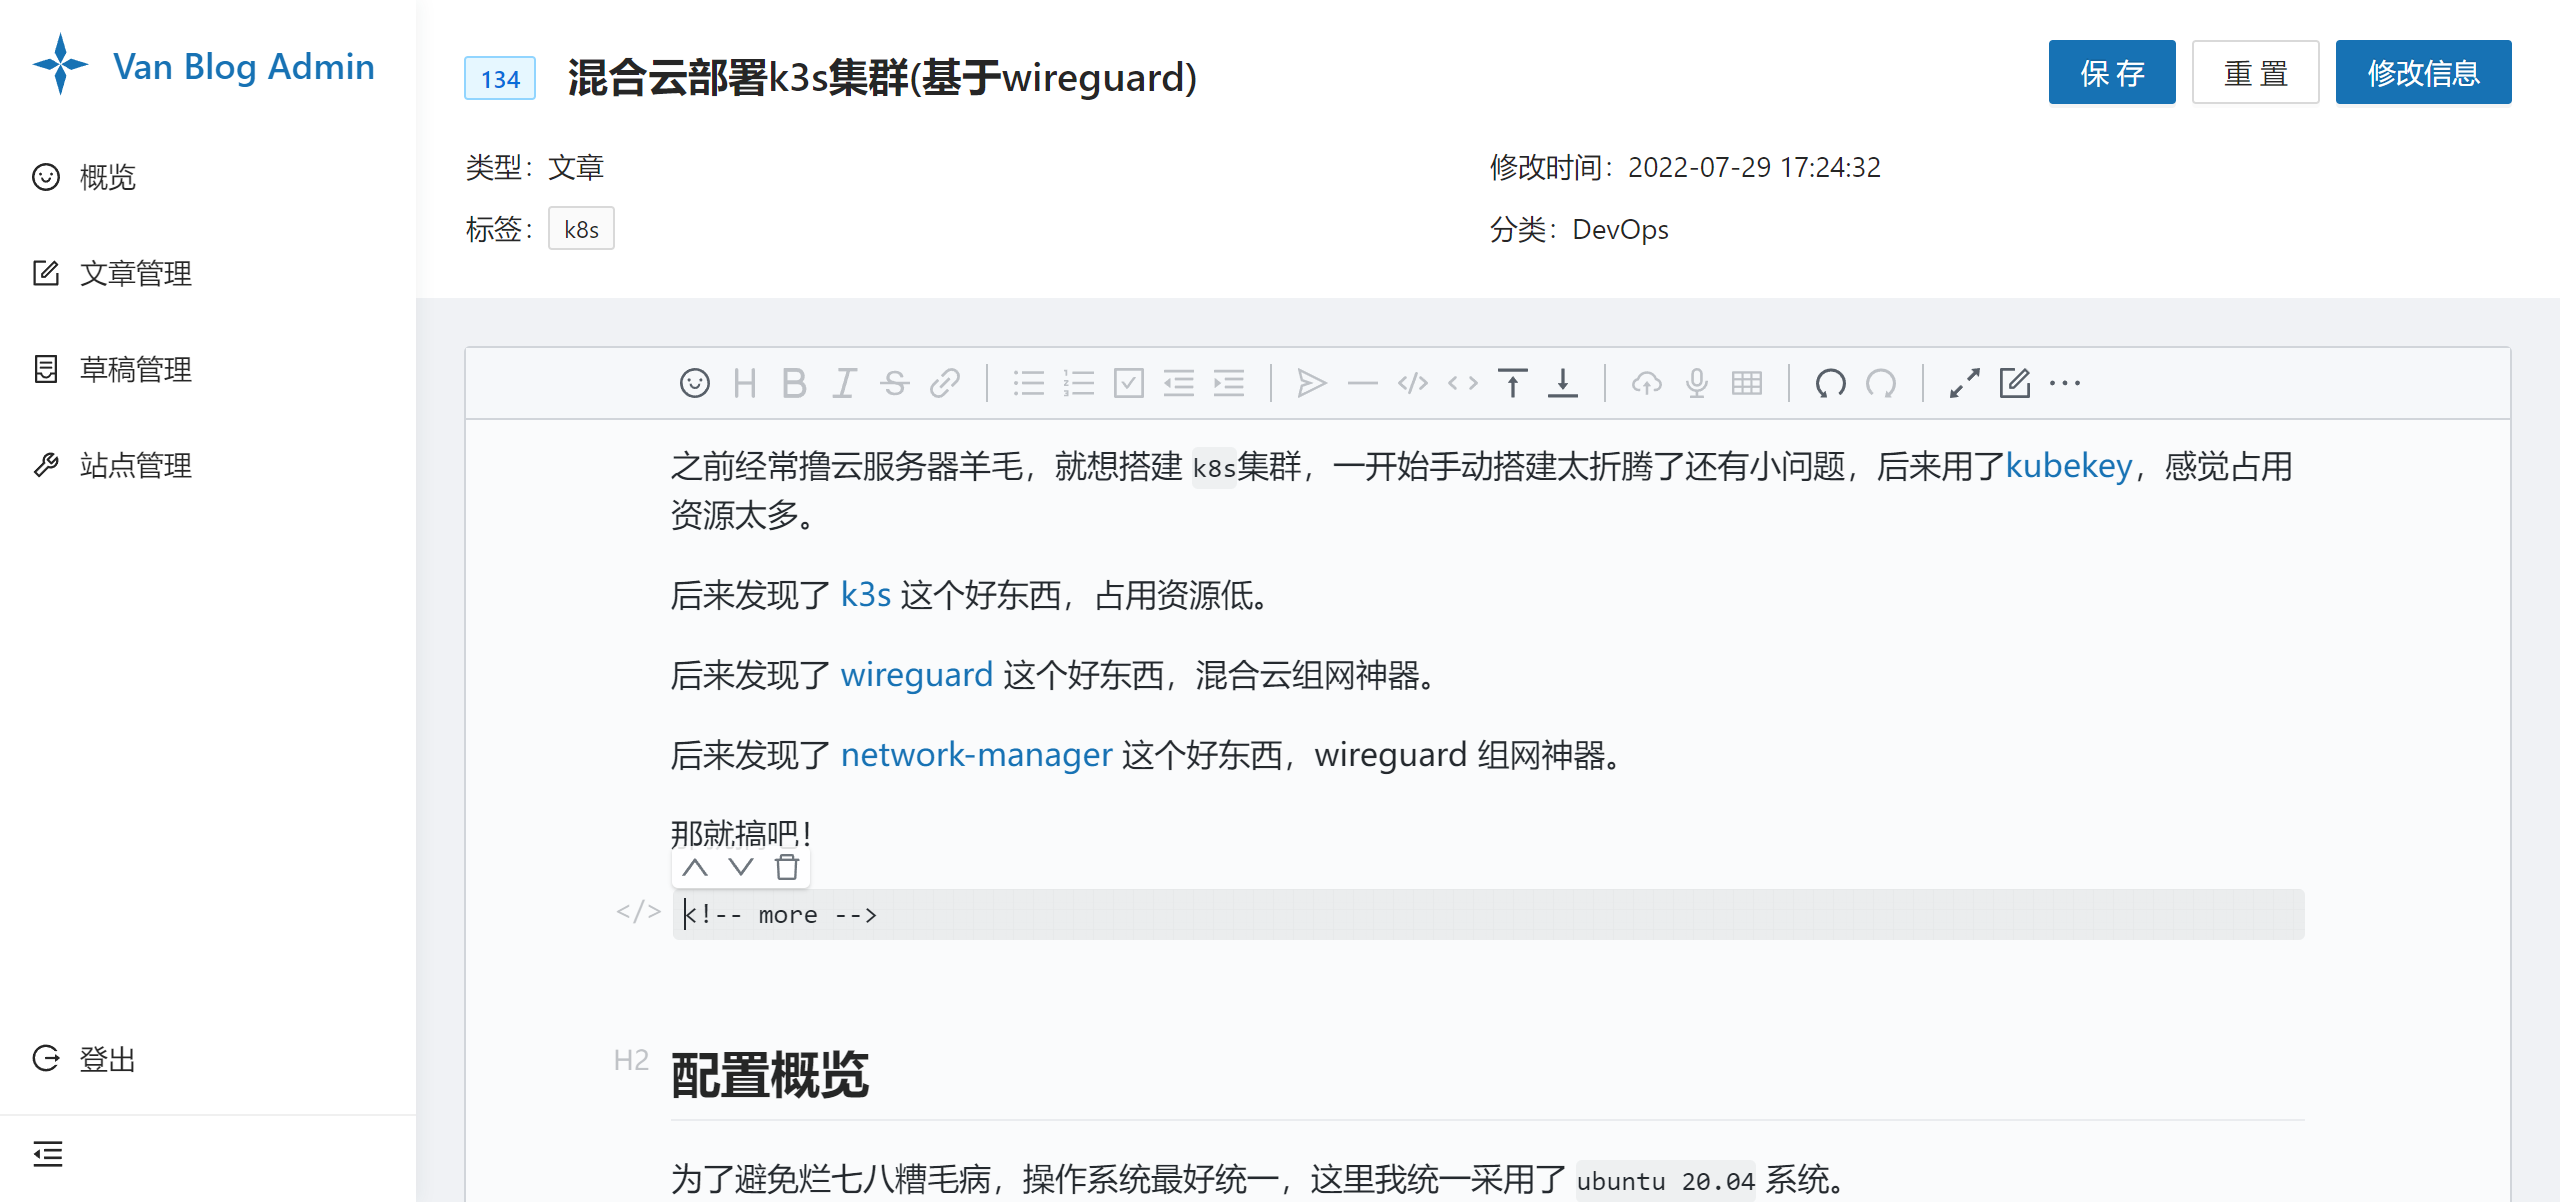 Van Blog Admin
概览
文章管理
草稿管理
站点管理
登出
134 混合云部署k3s集群(基于wireguard)
保 存 重 置 修改信息
类型：文章 修改时间：2022-07-29 17:24:32
标签：k8s 分类：DevOps
之前经常撸云服务器羊毛，就想搭建 k8s集群，一开始手动搭建太折腾了还有小问题，后来用了kubekey，感觉占用
资源太多。
后来发现了 k3s 这个好东西，占用资源低。
后来发现了 wireguard 这个好东西，混合云组网神器。
后来发现了 network-manager 这个好东西，wireguard 组网神器。
那就搞吧！
</> <!-- more -->
H2 配置概览
为了避免烂七八糟毛病，操作系统最好统一，这里我统一采用了 ubuntu 20.04 系统。